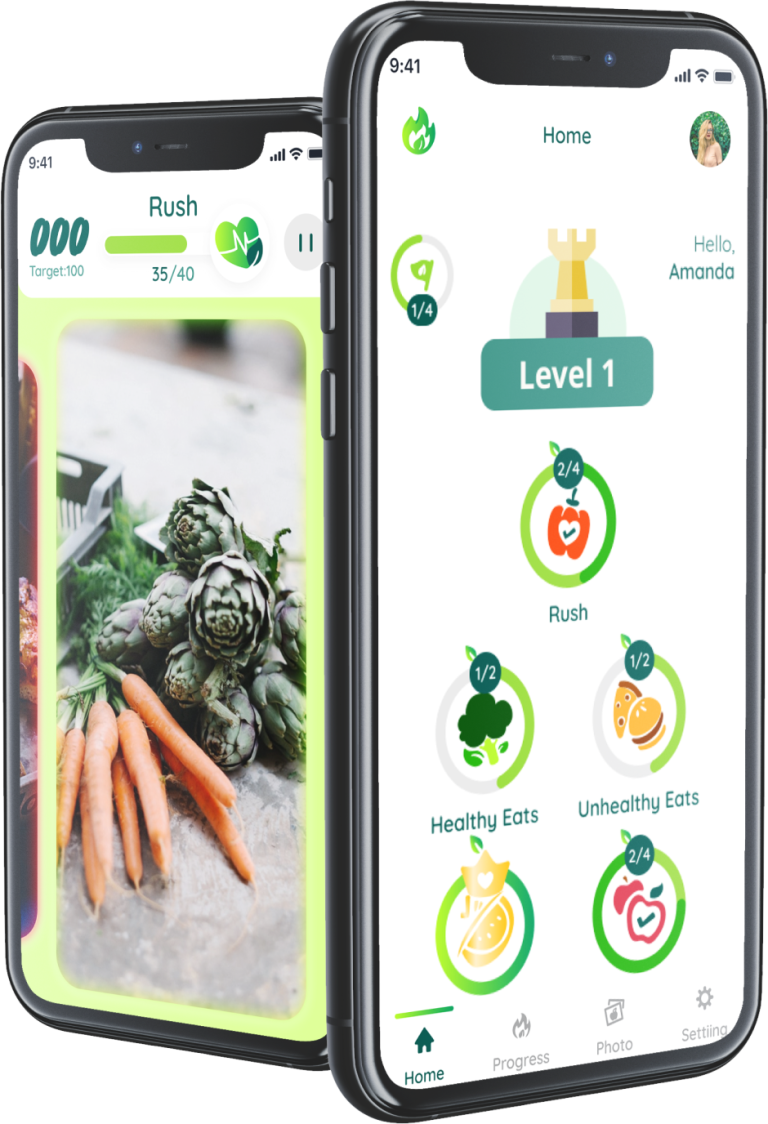 9:41
Rush
000
Target:100
35/40
9:41
Home
Hello,
Amanda
1/4
Level 1
2/4
Rush
1/2
1/2
Healthy Eats
Unhealthy Eats
2/4
Home
Progress
Photo
Settiing